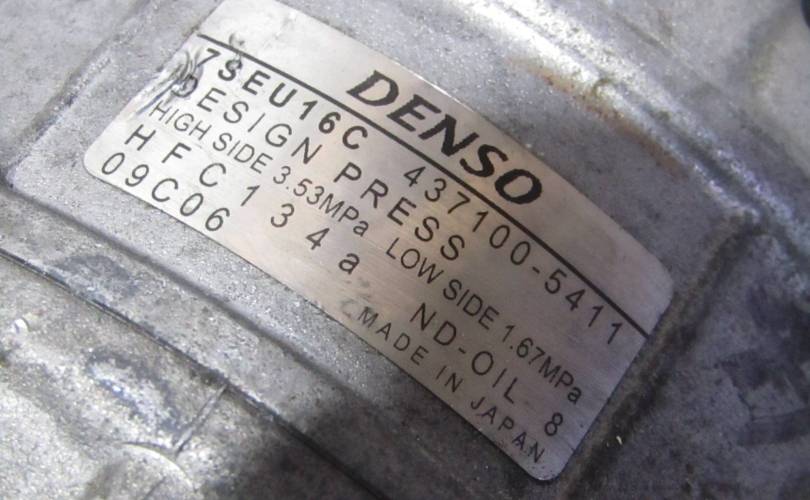 DENSO
7SEU16C 437100-5411
DESIGN PRESS
HIGH SIDE 3.53MPa LOW SIDE 1.67MPa
HFC134a ND-OIL 8
09C06 MADE IN JAPAN